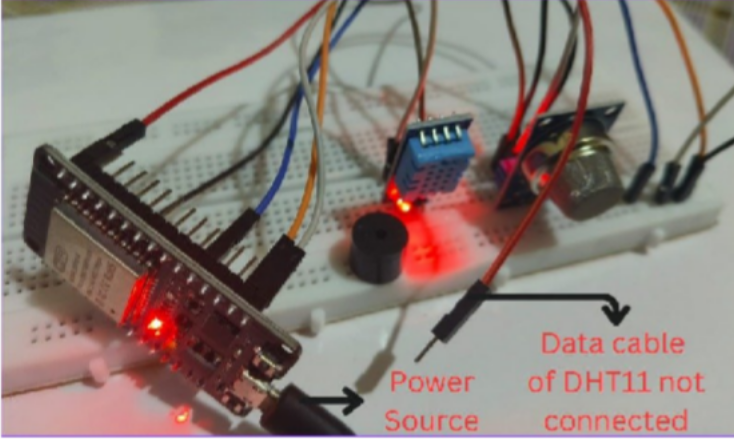 Power
Source
Data cable
of DHT11 not
connected